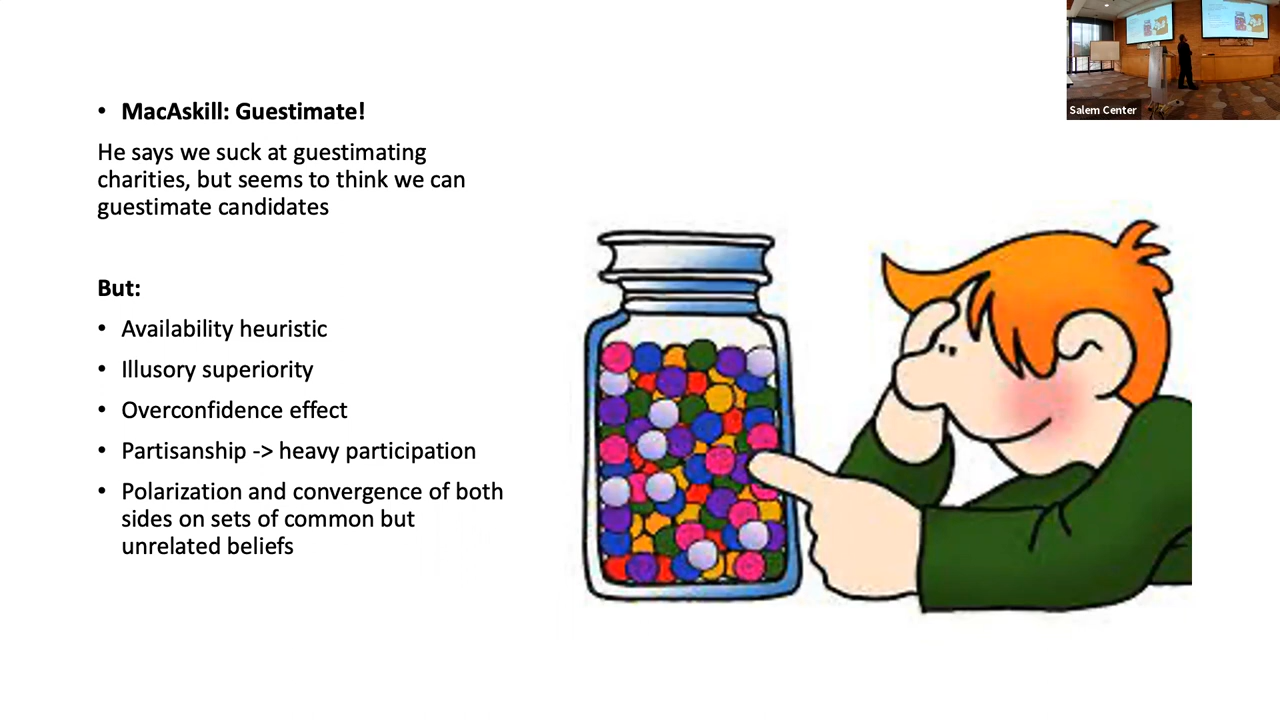 • MacAskill: Guestimate!
He says we suck at guestimating
charities, but seems to think we can
guestimate candidates
But:
• Availability heuristic
• Illusory superiority
• Overconfidence effect
• Partisanship -> heavy participation
• Polarization and convergence of both
sides on sets of common but
unrelated beliefs
Salem Center